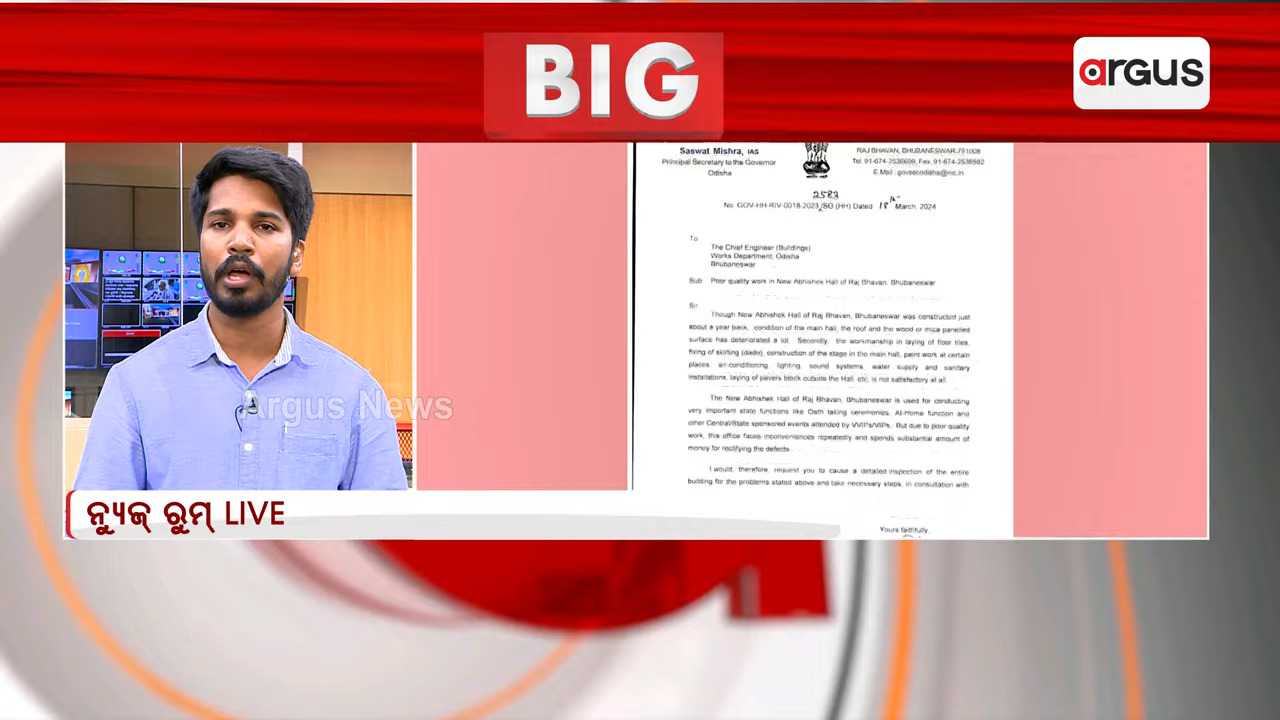 BIG
argus
Saswat Mishra, IAS
Principal Secretary to the Governor
Odisha
RAJ BHAVAN, BHUBANESWAR-751008
Tel. 91-674-2536699, Fax. 91-674-2536582
E.Mail : govsecodisha@nic.in
2582
No. GOV-HH-RIV-0018-2023 /SG (HH) Dated 18th March, 2024
To
The Chief Engineer (Buildings)
Works Department, Odisha
Bhubaneswar
Sub: Poor quality work in New Abhishek Hall of Raj Bhavan, Bhubaneswar
Sir,
Though New Abhishek Hall of Raj Bhavan, Bhubaneswar was constructed just
about a year back, condition of the main hall, the roof and the wood or mica panelled
surface has deteriorated a lot. Secondly, the workmanship in laying of floor tiles,
fixing of skirting (dado), construction of the stage in the main hall, paint work at certain
places, air-conditioning, lighting, sound systems, water supply and sanitary
installations, laying of pavers block outside the Hall, etc. is not satisfactory at all.
The New Abhishek Hall of Raj Bhavan, Bhubaneswar is used for conducting
very important state functions like Oath taking ceremonies, At-Home function and
other Central/State sponsored events attended by VVIPs/VIPs. But due to poor quality
work, this office faces inconveniences repeatedly and spends substantial amount of
money for rectifying the defects.
I would, therefore, request you to cause a detailed inspection of the entire
building for the problems stated above and take necessary steps, in consultation with
Yours faithfully,
Argus News
ନ୍ୟୁଜ୍ ରୁମ୍ LIVE